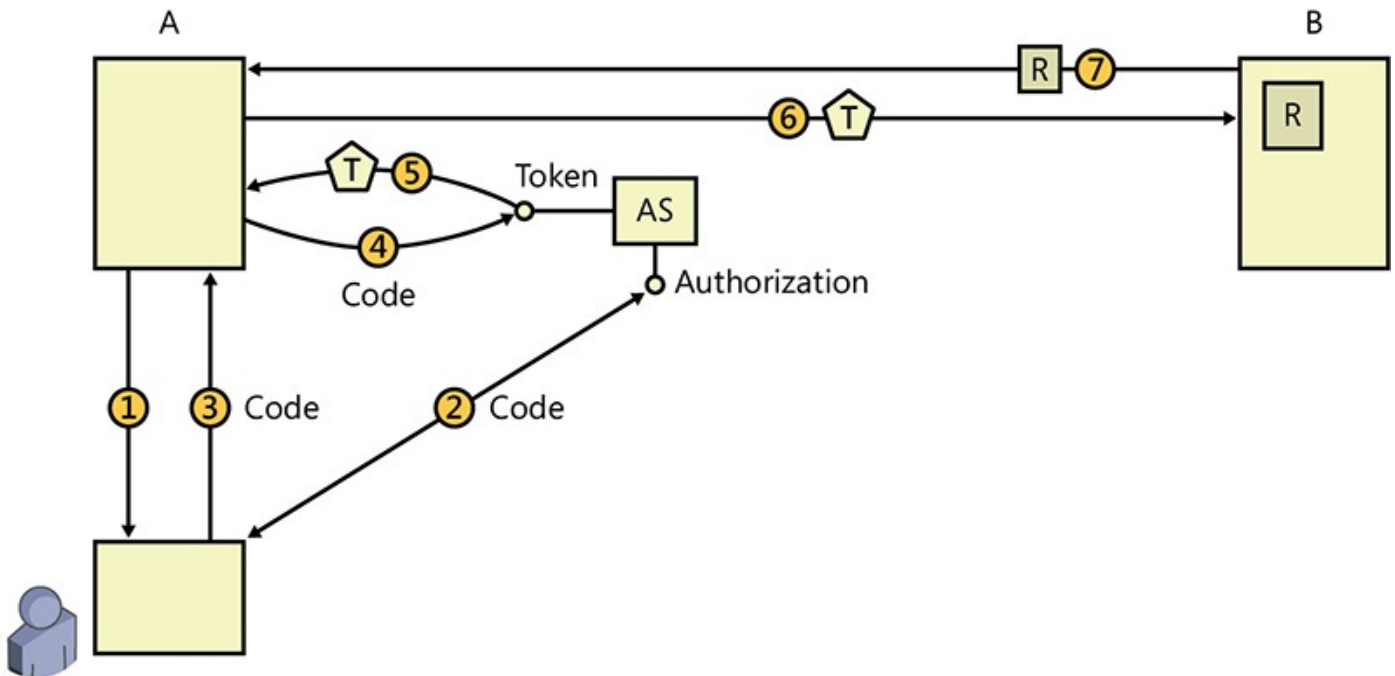 A
B
R 7
6 T
R
T 5
Token
AS
4
Code
Authorization
1
3 Code
2 Code